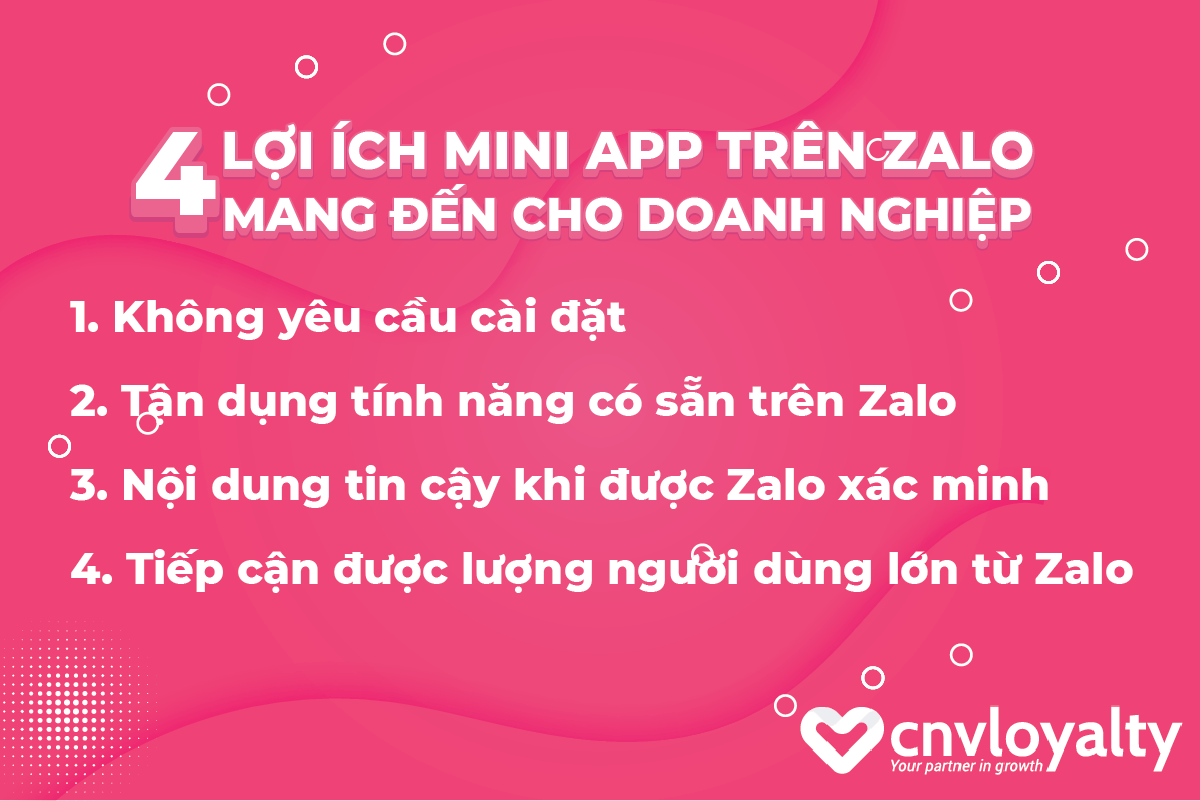 4 LỢI ÍCH MINI APP TRÊN ZALO
MANG ĐẾN CHO DOANH NGHIỆP
1. Không yêu cầu cài đặt
2. Tận dụng tính năng có sẵn trên Zalo
3. Nội dung tin cậy khi được Zalo xác minh
4. Tiếp cận được lượng người dùng lớn từ Zalo
cnvloyalty
Your partner in growth